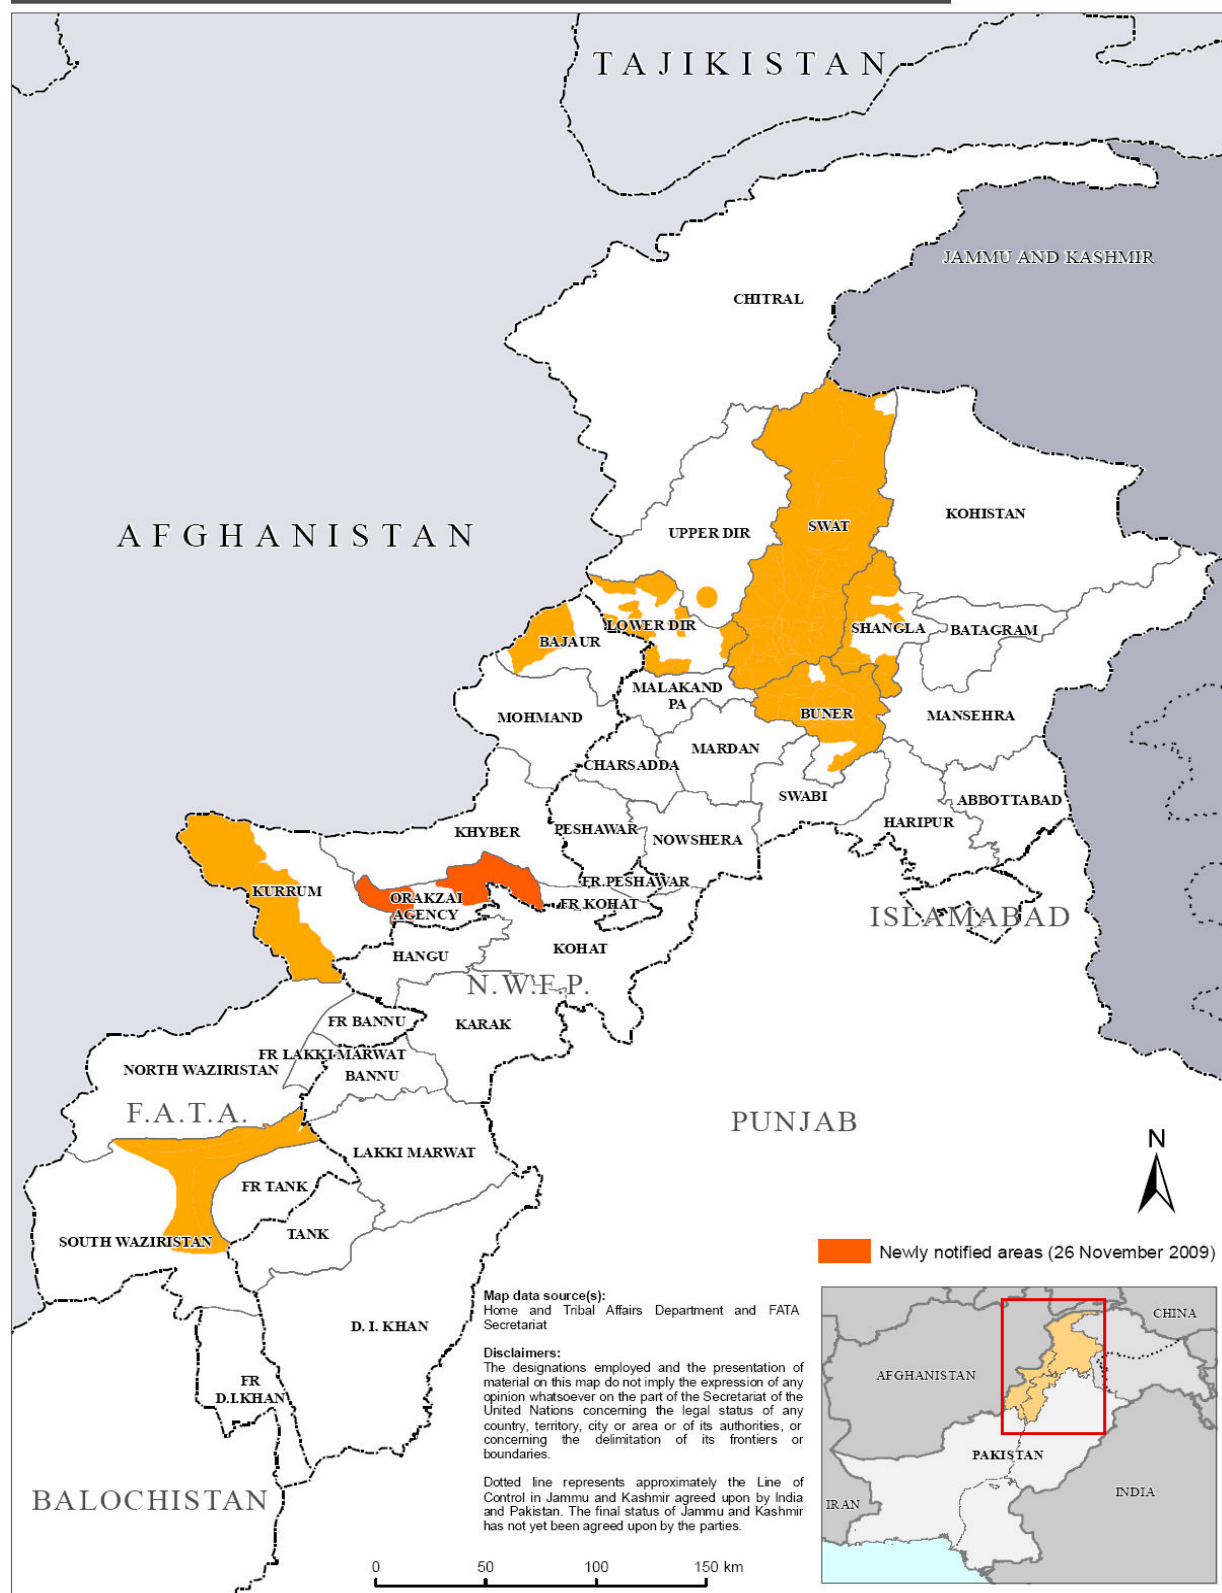 TAJIKISTAN
JAMMU AND KASHMIR
CHITRAL
AFGHANISTAN
KOHISTAN
SWAT
UPPER DIR
LOWER DIR
SHANGLA
BATAGRAM
BAJAUR
MALAKAND
PA
BUNER
MANSEHRA
MOHMAND
MARDAN
CHARSADDA
SWABI
ABBOTTABAD
HARIPUR
KHYBER
PESHAWAR
NOWSHERA
FR PESHAWAR
KURRUM
ORAKZAI
AGENCY
FR KOHAT
ISLAMABAD
HANGU
KOHAT
N.W.F.P.
FR BANNU
KARAK
FR LAKKI MARWAT
NORTH WAZIRISTAN
BANNU
F.A.T.A.
PUNJAB
LAKKI MARWAT
N
FR TANK
TANK
SOUTH WAZIRISTAN
Newly notified areas (26 November 2009)
D. I. KHAN
FR
D.I.KHAN
BALOCHISTAN
Map data source(s):
Home and Tribal Affairs Department and FATA
Secretariat
Disclaimers:
The designations employed and the presentation of
material on this map do not imply the expression of any
opinion whatsoever on the part of the Secretariat of the
United Nations concerning the legal status of any
country, territory, city or area or of its authorities, or
concerning the delimitation of its frontiers or
boundaries.
Dotted line represents approximately the Line of
Control in Jammu and Kashmir agreed upon by India
and Pakistan. The final status of Jammu and Kashmir
has not yet been agreed upon by the parties.
0 50 100 150 km
CHINA
AFGHANISTAN
PAKISTAN
IRAN
INDIA